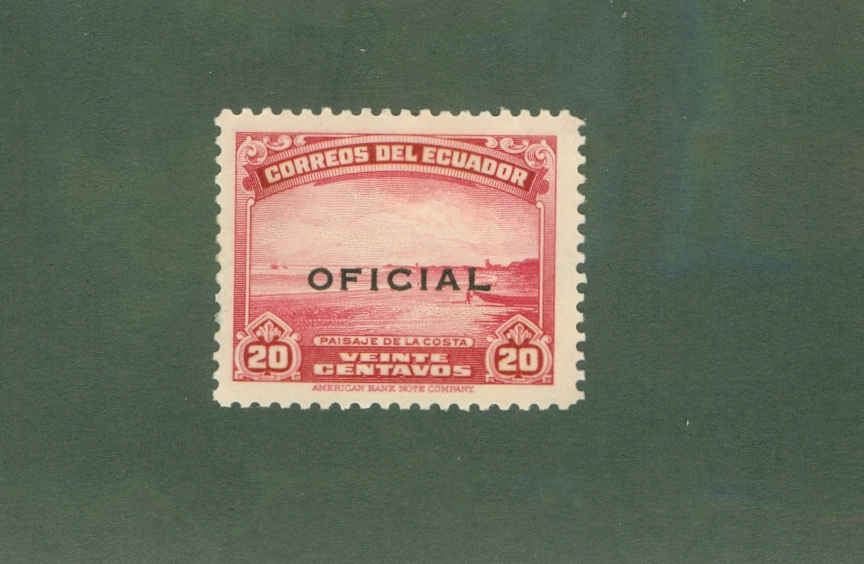 CORREOS DEL ECUADOR
OFICIAL
PAISAJE DE LA COSTA
20 VEINTE 20
CENTAVOS
AMERICAN BANK NOTE COMPANY.